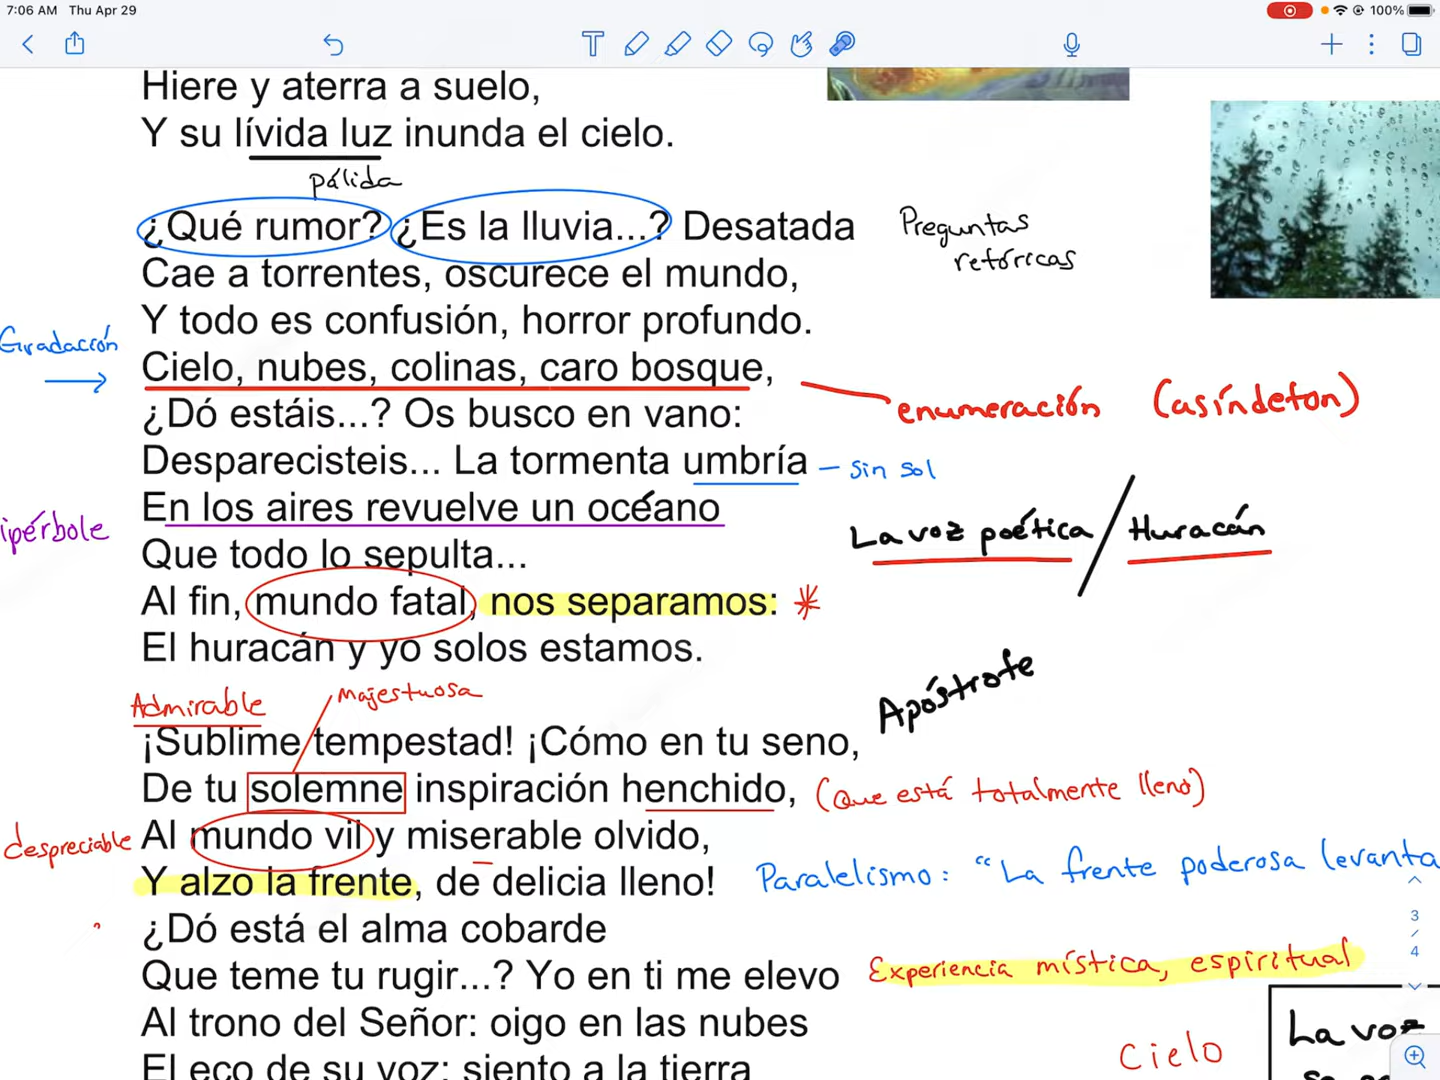 7:06 AM Thu Apr 29
100%
Hiere y aterra a suelo,
Y su lívida luz inunda el cielo.
pálida
¿Qué rumor? ¿Es la lluvia...? Desatada
Preguntas
retóricas
Cae a torrentes, oscurece el mundo,
Y todo es confusión, horror profundo.
Gradación
Cielo, nubes, colinas, caro bosque,
enumeración (asíndeton)
¿Dó estáis...? Os busco en vano:
Desparecisteis... La tormenta umbría
– sin sol
ipérbole
En los aires revuelve un océano
La voz poética / Huracán
Que todo lo sepulta...
Al fin, mundo fatal, nos separamos: *
El huracán y yo solos estamos.
Admirable
majestuosa
Apóstrofe
¡Sublime tempestad! ¡Cómo en tu seno,
De tu solemne inspiración henchido,
(Que está totalmente lleno)
despreciable
Al mundo vil y miserable olvido,
Y alzo la frente, de delicia lleno!
Paralelismo: "La frente poderosa levanta
¿Dó está el alma cobarde
3
/
4
Que teme tu rugir...? Yo en ti me elevo
Experiencia mística, espiritual
Al trono del Señor: oigo en las nubes
El eco de su voz; siento a la tierra
Cielo
La voz